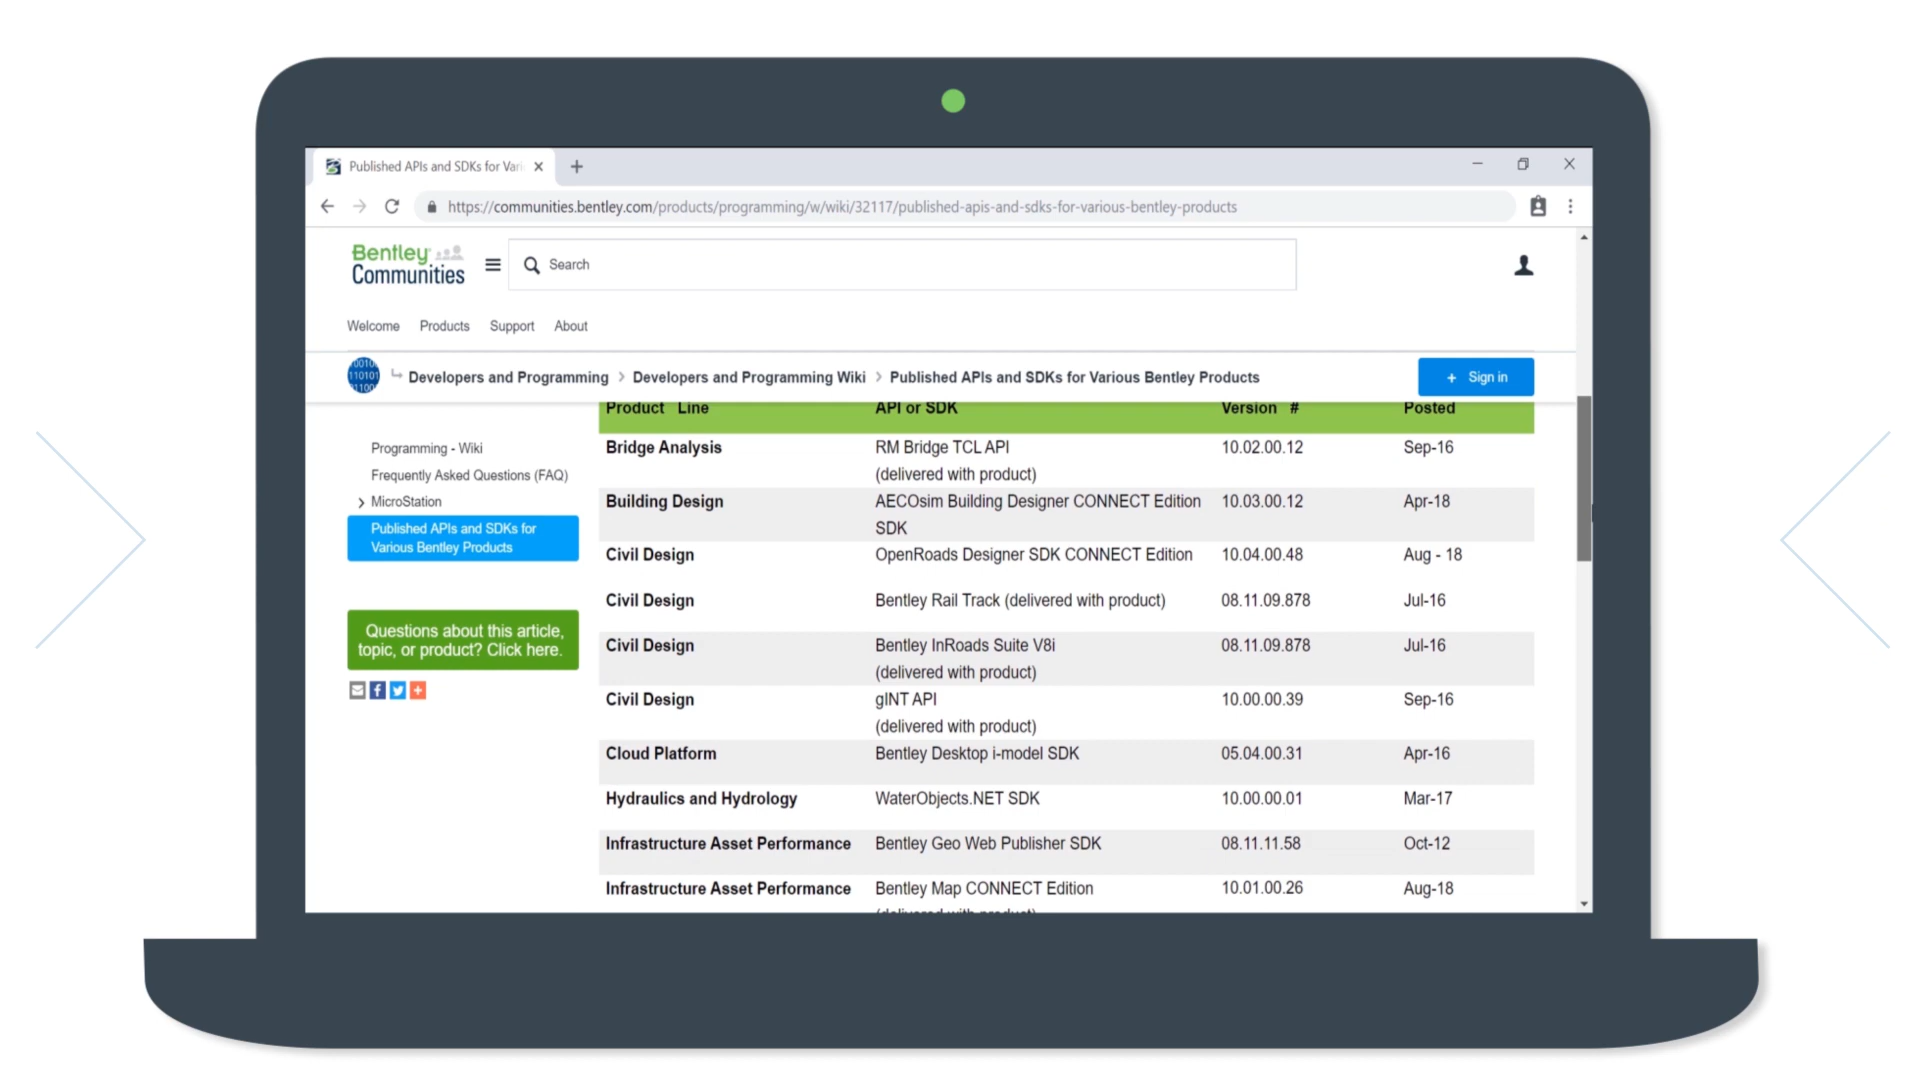 Published APIs and SDKs for Vari
https://communities.bentley.com/products/programming/w/wiki/32117/published-apis-and-sdks-for-various-bentley-products
Bentley
Communities
Search
Welcome Products Support About
Developers and Programming > Developers and Programming Wiki > Published APIs and SDKs for Various Bentley Products
+ Sign in
Product Line API or SDK Version # Posted
Programming - Wiki
Frequently Asked Questions (FAQ)
> MicroStation
Published APIs and SDKs for
Various Bentley Products
Questions about this article,
topic, or product? Click here.
Bridge Analysis RM Bridge TCL API 10.02.00.12 Sep-16
(delivered with product)
Building Design AECOsim Building Designer CONNECT Edition 10.03.00.12 Apr-18
SDK
Civil Design OpenRoads Designer SDK CONNECT Edition 10.04.00.48 Aug - 18
Civil Design Bentley Rail Track (delivered with product) 08.11.09.878 Jul-16
Civil Design Bentley InRoads Suite V8i 08.11.09.878 Jul-16
(delivered with product)
Civil Design gINT API 10.00.00.39 Sep-16
(delivered with product)
Cloud Platform Bentley Desktop i-model SDK 05.04.00.31 Apr-16
Hydraulics and Hydrology WaterObjects.NET SDK 10.00.00.01 Mar-17
Infrastructure Asset Performance Bentley Geo Web Publisher SDK 08.11.11.58 Oct-12
Infrastructure Asset Performance Bentley Map CONNECT Edition 10.01.00.26 Aug-18